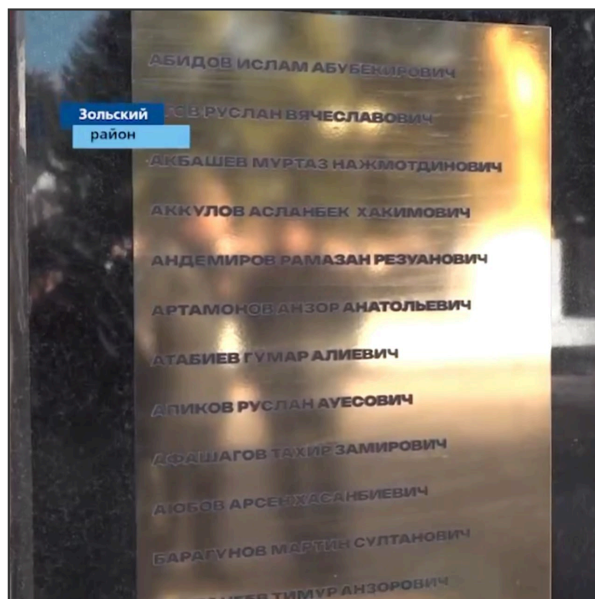 АБИДОВ ИСЛАМ АБУБЕКИРОВИЧ
Зольский
район
РУСЛАН ВЯЧЕСЛАВОВИЧ
АКБАШЕВ МУРТАЗ НАЖМОТДИНОВИЧ
АККУЛОВ АСЛАНБЕК ХАКИМОВИЧ
АНДЕМИРОВ РАМАЗАН РЕЗУАНОВИЧ
АРТАМОНОВ АНЗОР АНАТОЛЬЕВИЧ
АТАБИЕВ ГУМАР АЛИЕВИЧ
АПИКОВ РУСЛАН АУЕСОВИЧ
АФАШАГОВ ТАХИР ЗАМИРОВИЧ
АЮБОВ АРСЕН ХАСАНБИЕВИЧ
БАРАГУНОВ МАРТИН СУЛТАНОВИЧ
ТИМУР АНЗОРОВИЧ